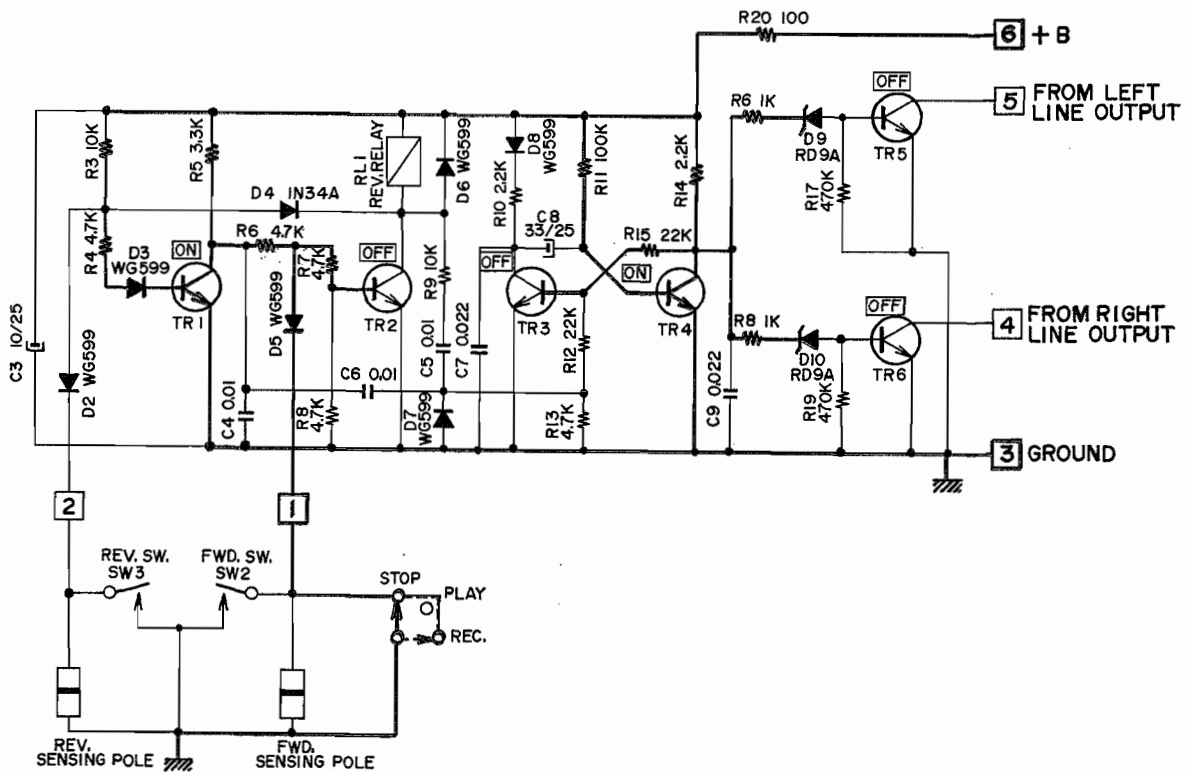 R20 100
6 +B
OFF
5 FROM LEFT
LINE OUTPUT
R6 1K
D9
RD9A
TR5
R17
470K
R3 10K
R5 3.3K
RL1
REV.RELAY
D6 WG599
D8
WG599
R11 100K
R14 2.2K
R10 2.2K
C8
33/25
D4 1N34A
R6 4.7K
R4 4.7K
D3
WG599
ON
TR1
R7
4.7K
OFF
TR2
R9 10K
OFF
TR3
R15 22K
ON
TR4
OFF
4 FROM RIGHT
LINE OUTPUT
R8 1K
D10
RD9A
TR6
R19
470K
C3 10/25
D2 WG599
D5 WG599
C5 0.01
C7 0.022
R12 22K
C6 0.01
C4 0.01
R8
4.7K
D7
WG599
R13
4.7K
C9 0.022
3 GROUND
2
1
REV. SW.
SW3
FWD. SW.
SW2
STOP
PLAY
REC.
REV.
SENSING POLE
FWD.
SENSING POLE